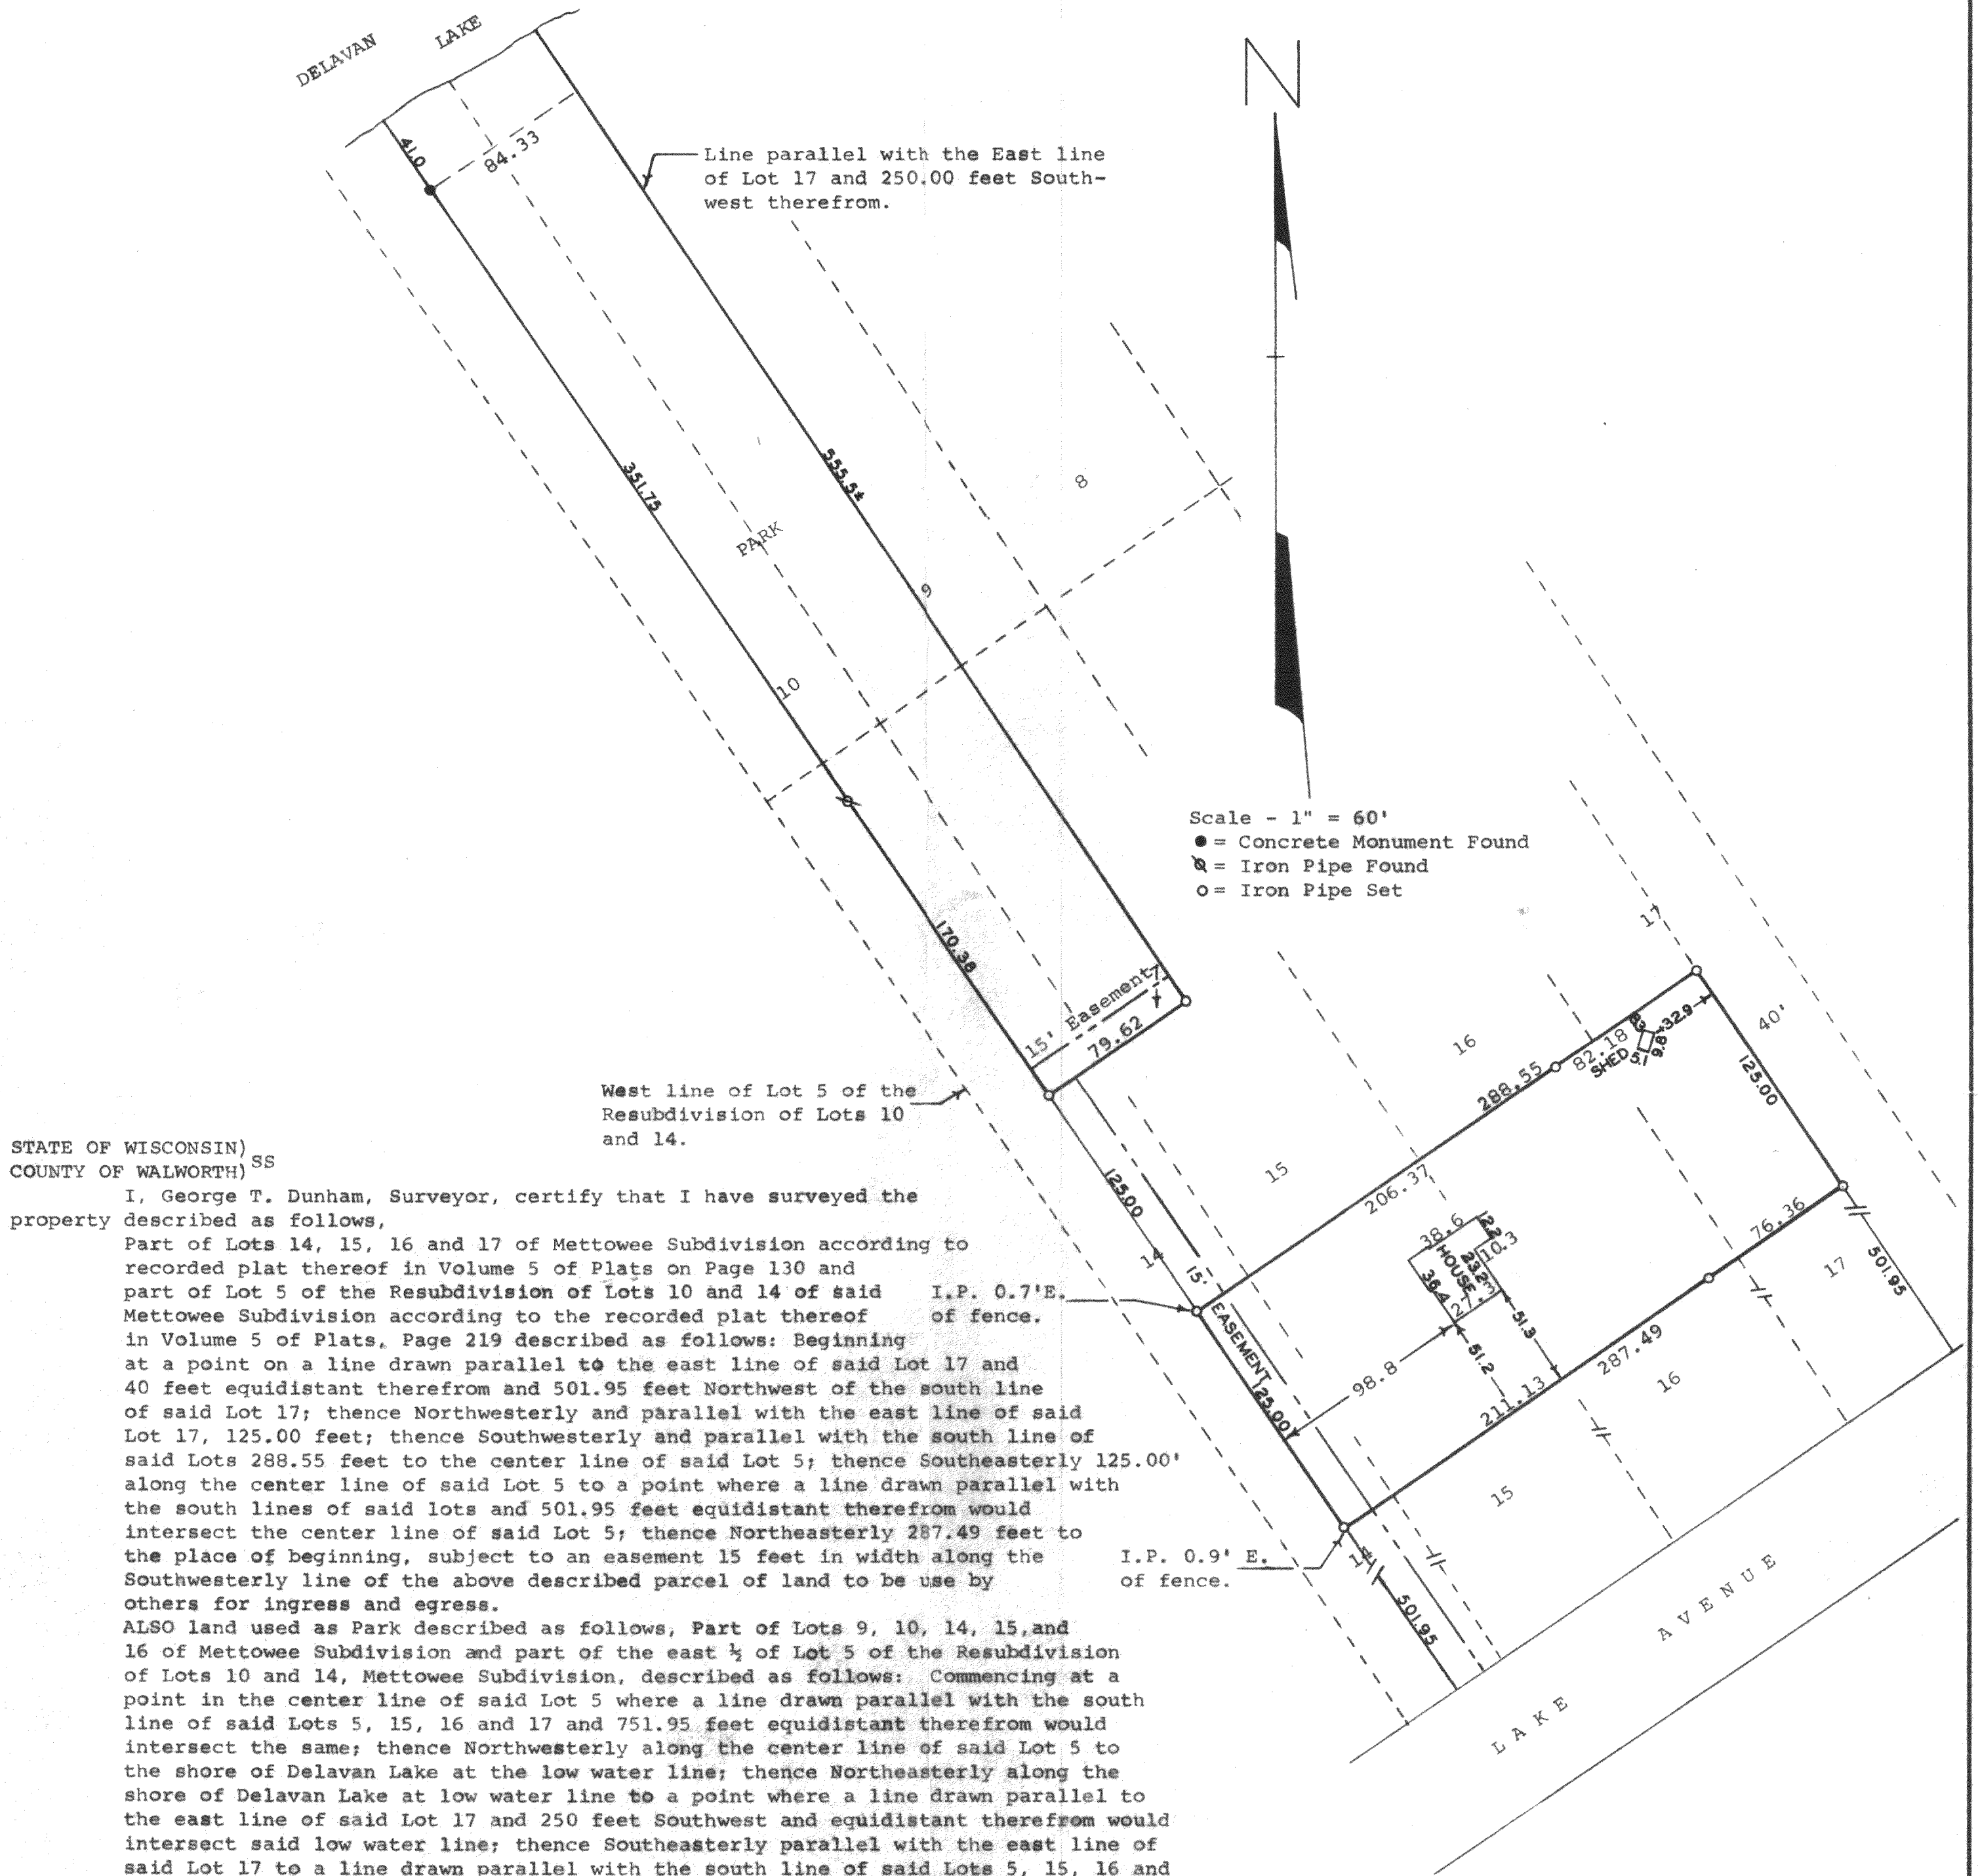 DELAVAN LAKE
N
41.0
84.33
Line parallel with the East line
of Lot 17 and 250.00 feet South-
west therefrom.
351.75
555.5±
8
PARK
9
10
Scale - 1" = 60'
= Concrete Monument Found
= Iron Pipe Found
= Iron Pipe Set
170.38
17
15' Easement
79.62
16
40'
32.9
8.3
82.18
SHED
5.1
9.8
288.55
125.00
West line of Lot 5 of the
Resubdivision of Lots 10
and 14.
125.00
15
206.37
14
15'
38.6
12.2
10.3
HOUSE
23.2
36.4
27.3
76.36
17
501.95
EASEMENT
125.00
98.8
51.3
51.2
287.49
211.13
16
15
14
501.95
I.P. 0.7'E.
of fence.
I.P. 0.9' E.
of fence.
LAKE AVENUE
STATE OF WISCONSIN)
COUNTY OF WALWORTH) SS
I, George T. Dunham, Surveyor, certify that I have surveyed the
property described as follows,
Part of Lots 14, 15, 16 and 17 of Mettowee Subdivision according to
recorded plat thereof in Volume 5 of Plats on Page 130 and
part of Lot 5 of the Resubdivision of Lots 10 and 14 of said
Mettowee Subdivision according to the recorded plat thereof
in Volume 5 of Plats, Page 219 described as follows: Beginning
at a point on a line drawn parallel to the east line of said Lot 17 and
40 feet equidistant therefrom and 501.95 feet Northwest of the south line
of said Lot 17; thence Northwesterly and parallel with the east line of said
Lot 17, 125.00 feet; thence Southwesterly and parallel with the south line of
said Lots 288.55 feet to the center line of said Lot 5; thence Southeasterly 125.00'
along the center line of said Lot 5 to a point where a line drawn parallel with
the south lines of said lots and 501.95 feet equidistant therefrom would
intersect the center line of said Lot 5; thence Northeasterly 287.49 feet to
the place of beginning, subject to an easement 15 feet in width along the
Southwesterly line of the above described parcel of land to be use by
others for ingress and egress.
ALSO land used as Park described as follows, Part of Lots 9, 10, 14, 15,and
16 of Mettowee Subdivision and part of the east ½ of Lot 5 of the Resubdivision
of Lots 10 and 14, Mettowee Subdivision, described as follows: Commencing at a
point in the center line of said Lot 5 where a line drawn parallel with the south
line of said Lots 5, 15, 16 and 17 and 751.95 feet equidistant therefrom would
intersect the same; thence Northwesterly along the center line of said Lot 5 to
the shore of Delavan Lake at the low water line; thence Northeasterly along the
shore of Delavan Lake at low water line to a point where a line drawn parallel to
the east line of said Lot 17 and 250 feet Southwest and equidistant therefrom would
intersect said low water line; thence Southeasterly parallel with the east line of
said Lot 17 to a line drawn parallel with the south line of said Lots 5, 15, 16 and